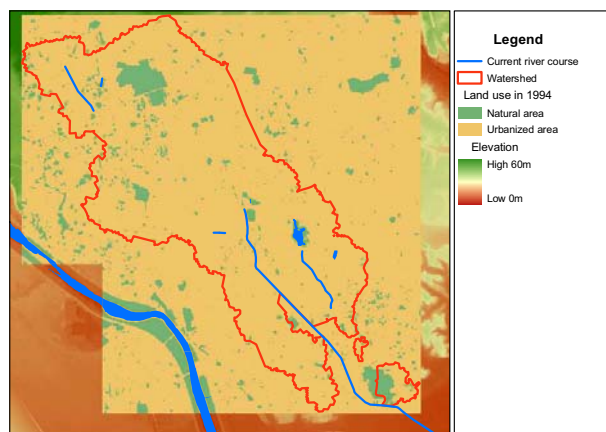 Legend
Current river course
Watershed
Land use in 1994
Natural area
Urbanized area
Elevation
High 60m
Low 0m